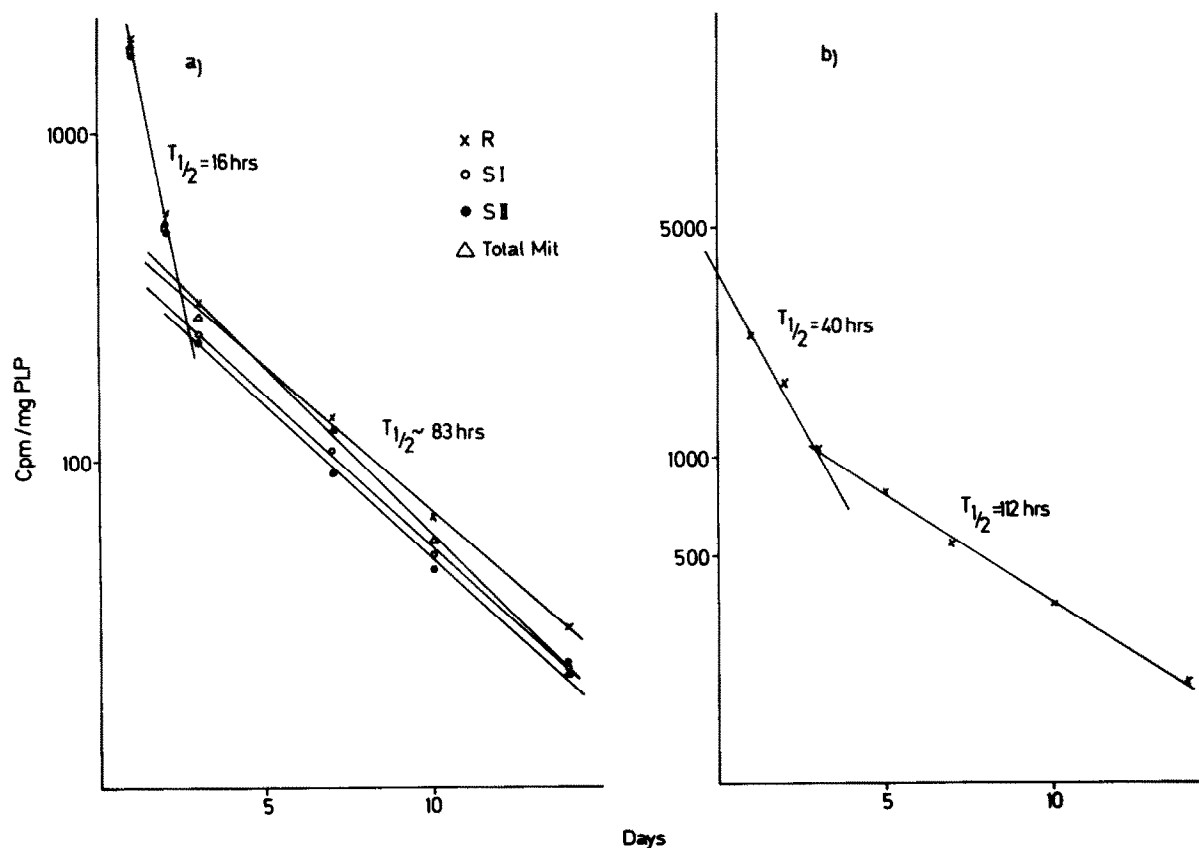 a)
1000
T1/2 = 16 hrs
x R
o S I
● S II
△ Total Mit
T1/2 ~ 83 hrs
100
Cpm/mg PLP
5
10
b)
5000
T1/2 = 40 hrs
1000
T1/2 = 112 hrs
500
5
10
Days